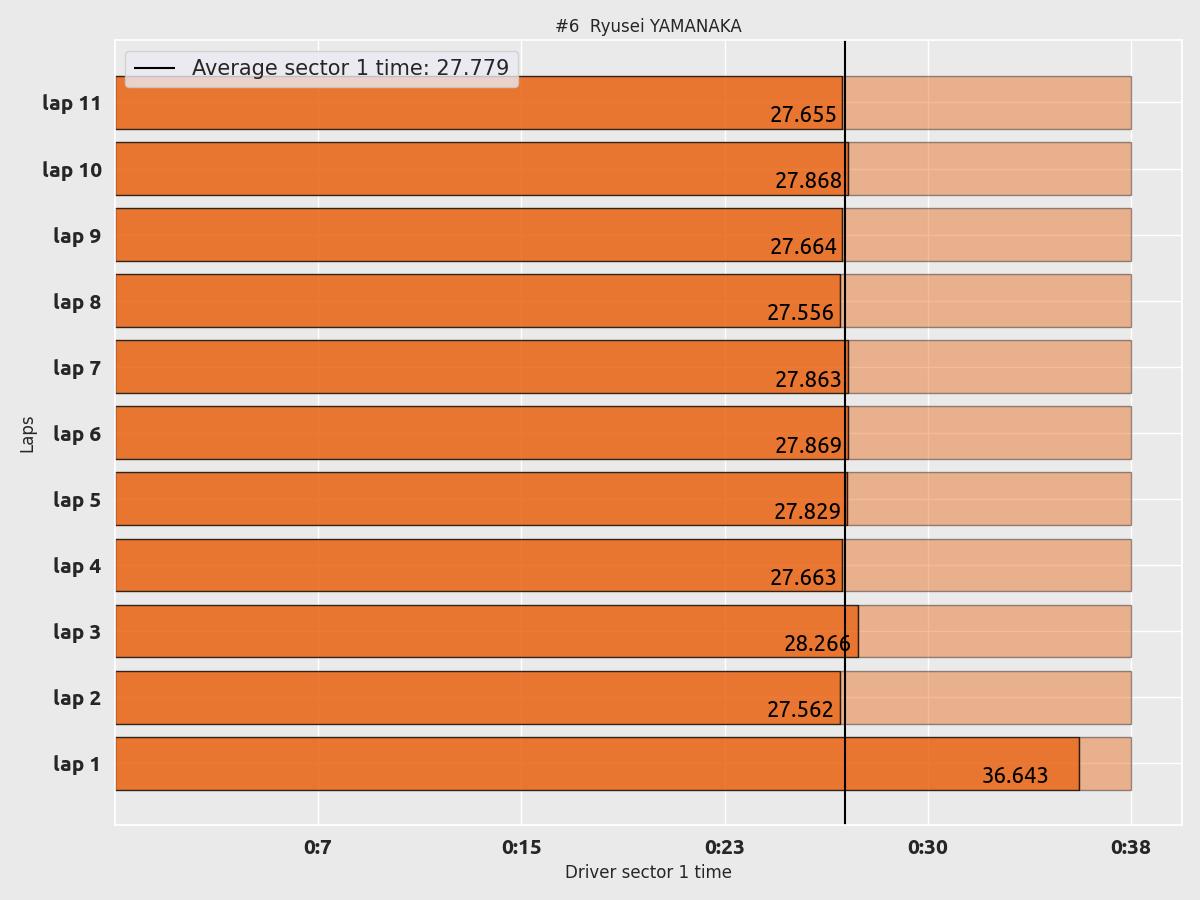 #6  Ryusei YAMANAKA
Average sector 1 time: 27.779
lap 11
27.655
lap 10
27.868
lap 9
27.664
lap 8
27.556
lap 7
27.863
lap 6
27.869
lap 5
27.829
lap 4
27.663
lap 3
28.266
lap 2
27.562
lap 1
36.643
Laps
0:7 0:15 0:23 0:30 0:38
Driver sector 1 time